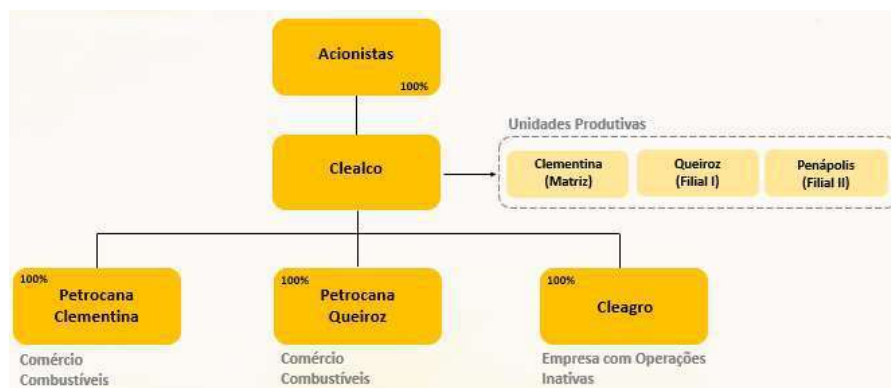 Acionistas
100%
Unidades Produtivas
Clealco
Clementina
(Matriz)
Queiroz
(Filial I)
Penápolis
(Filial II)
100%
Petrocana
Clementina
100%
Petrocana
Queiroz
100%
Cleagro
Comércio
Combustíveis
Comércio
Combustíveis
Empresa com Operações
Inativas